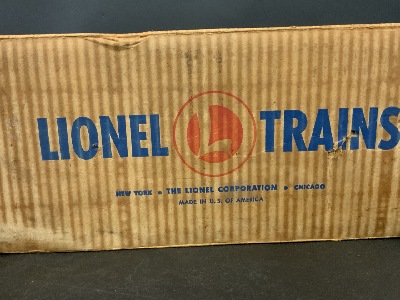 LIONEL L TRAINS
NEW YORK • THE LIONEL CORPORATION • CHICAGO
MADE IN U. S. OF AMERICA